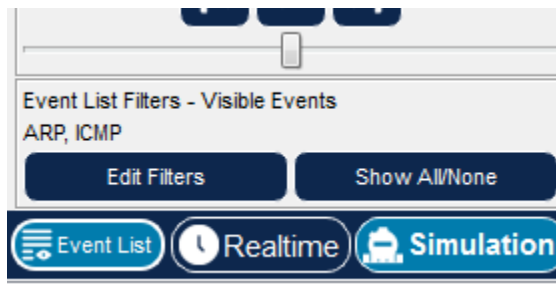 Event List Filters - Visible Events
ARP, ICMP
Edit Filters Show All/None
Event List Realtime Simulation